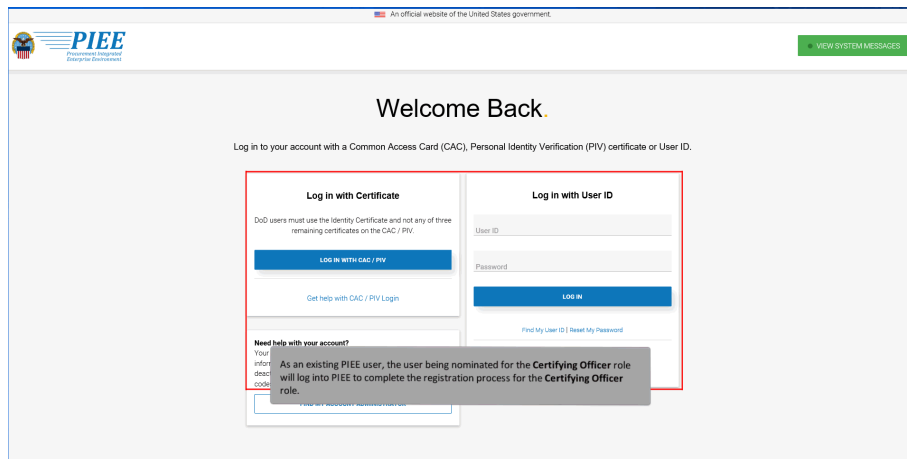 An official website of the United States government.
PIEE
Procurement Integrated
Enterprise Environment
VIEW SYSTEM MESSAGES
Welcome Back.
Log in to your account with a Common Access Card (CAC), Personal Identity Verification (PIV) certificate or User ID.
Log in with Certificate
DoD users must use the Identity Certificate and not any of three
remaining certificates on the CAC / PIV.
LOG IN WITH CAC / PIV
Get help with CAC / PIV Login
Log in with User ID
User ID
Password
LOG IN
Find My User ID | Reset My Password
Need help with your account?
Your
infor
deact
code
As an existing PIEE user, the user being nominated for the Certifying Officer role
will log into PIEE to complete the registration process for the Certifying Officer
role.